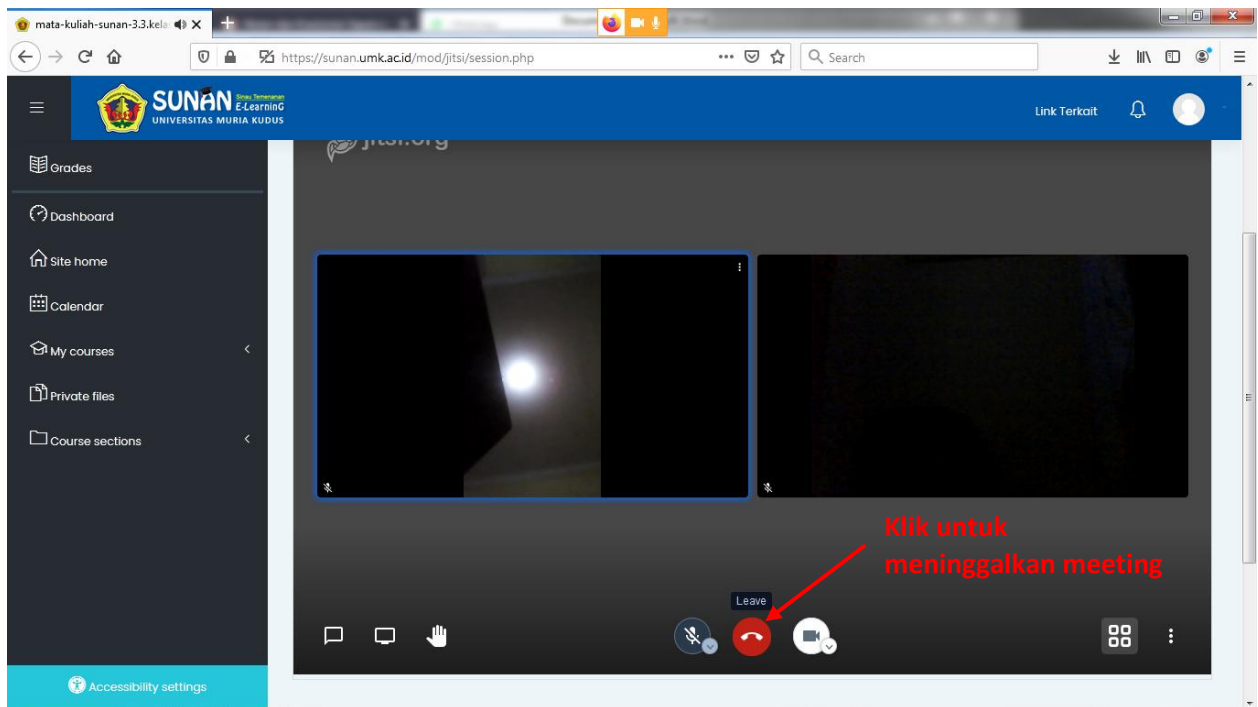 mata-kuliah-sunan-3.3.kela
https://sunan.umk.ac.id/mod/jitsi/session.php
Search
SUNAN Sinau Temenanan E-Learning
UNIVERSITAS MURIA KUDUS
Link Terkait
jitsi.org
Grades
Dashboard
Site home
Calendar
My courses
Private files
Course sections
Klik untuk
meninggalkan meeting
Leave
Accessibility settings